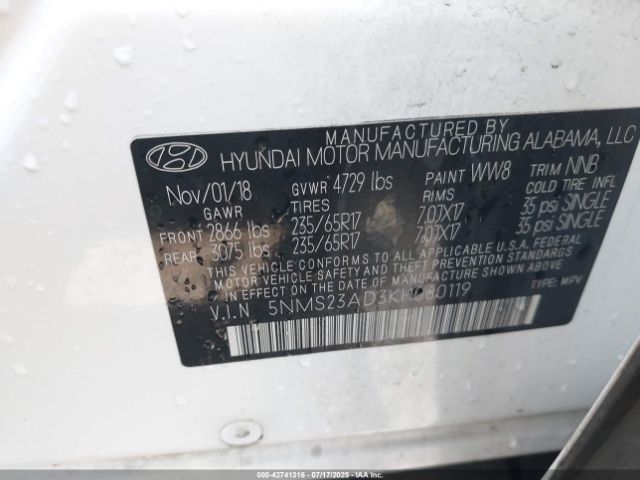 MANUFACTURED BY
HYUNDAI MOTOR MANUFACTURING ALABAMA, LLC
Nov/01/18 GVWR 4729 lbs PAINT WW8 TRIM NNB
GAWR TIRES RIMS COLD TIRE INFL
FRONT 2866 lbs 235/65R17 7.0JX17 35 psi SINGLE
REAR 3075 lbs 235/65R17 7.0JX17 35 psi SINGLE
THIS VEHICLE CONFORMS TO ALL APPLICABLE U.S.A. FEDERAL
MOTOR VEHICLE SAFETY, BUMPER, AND THEFT PREVENTION
STANDARDS IN EFFECT ON THE DATE OF MANUFACTURE SHOWN ABOVE.
V.I.N. TYPE: MPV
000-42741316 | 07/17/2025 | IAAI.COM